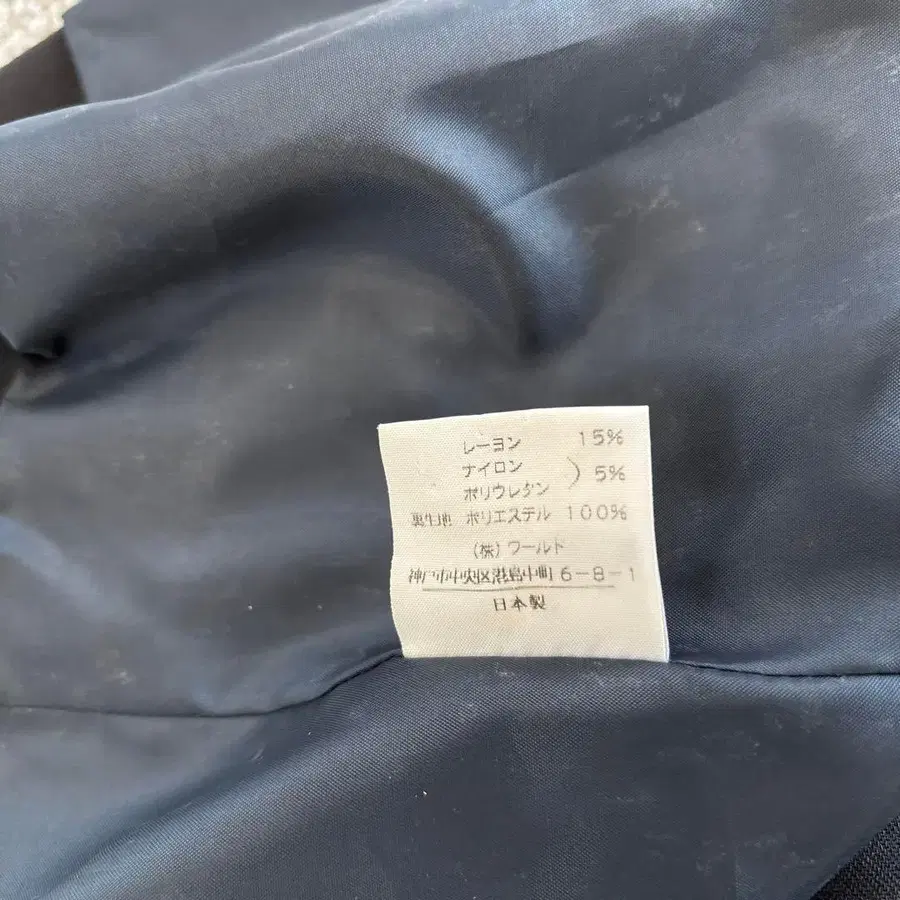 レーヨン 15%
ナイロン
ポリウレタン ) 5%
裏生地 ポリエステル 100%
(株) ワールド
神戸市中央区港島中町 6-8-1
日本製